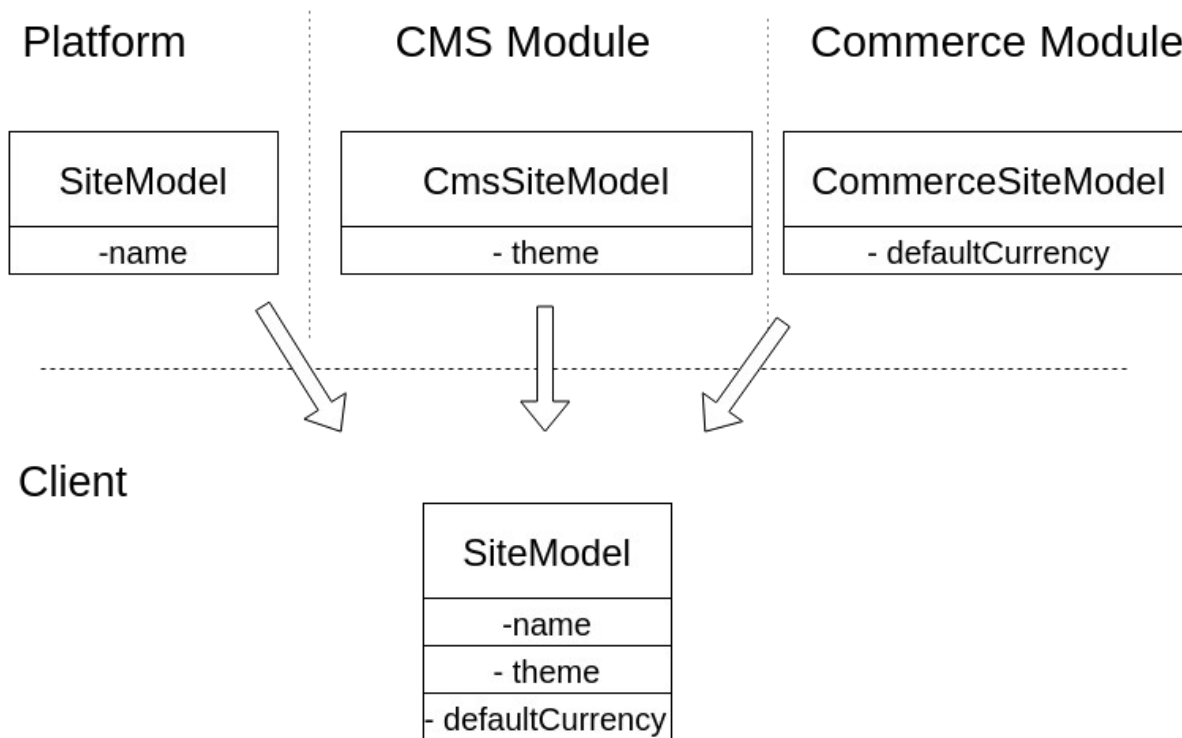 Platform
CMS Module
Commerce Module
SiteModel
-name
CmsSiteModel
- theme
CommerceSiteModel
- defaultCurrency
Client
SiteModel
-name
- theme
- defaultCurrency